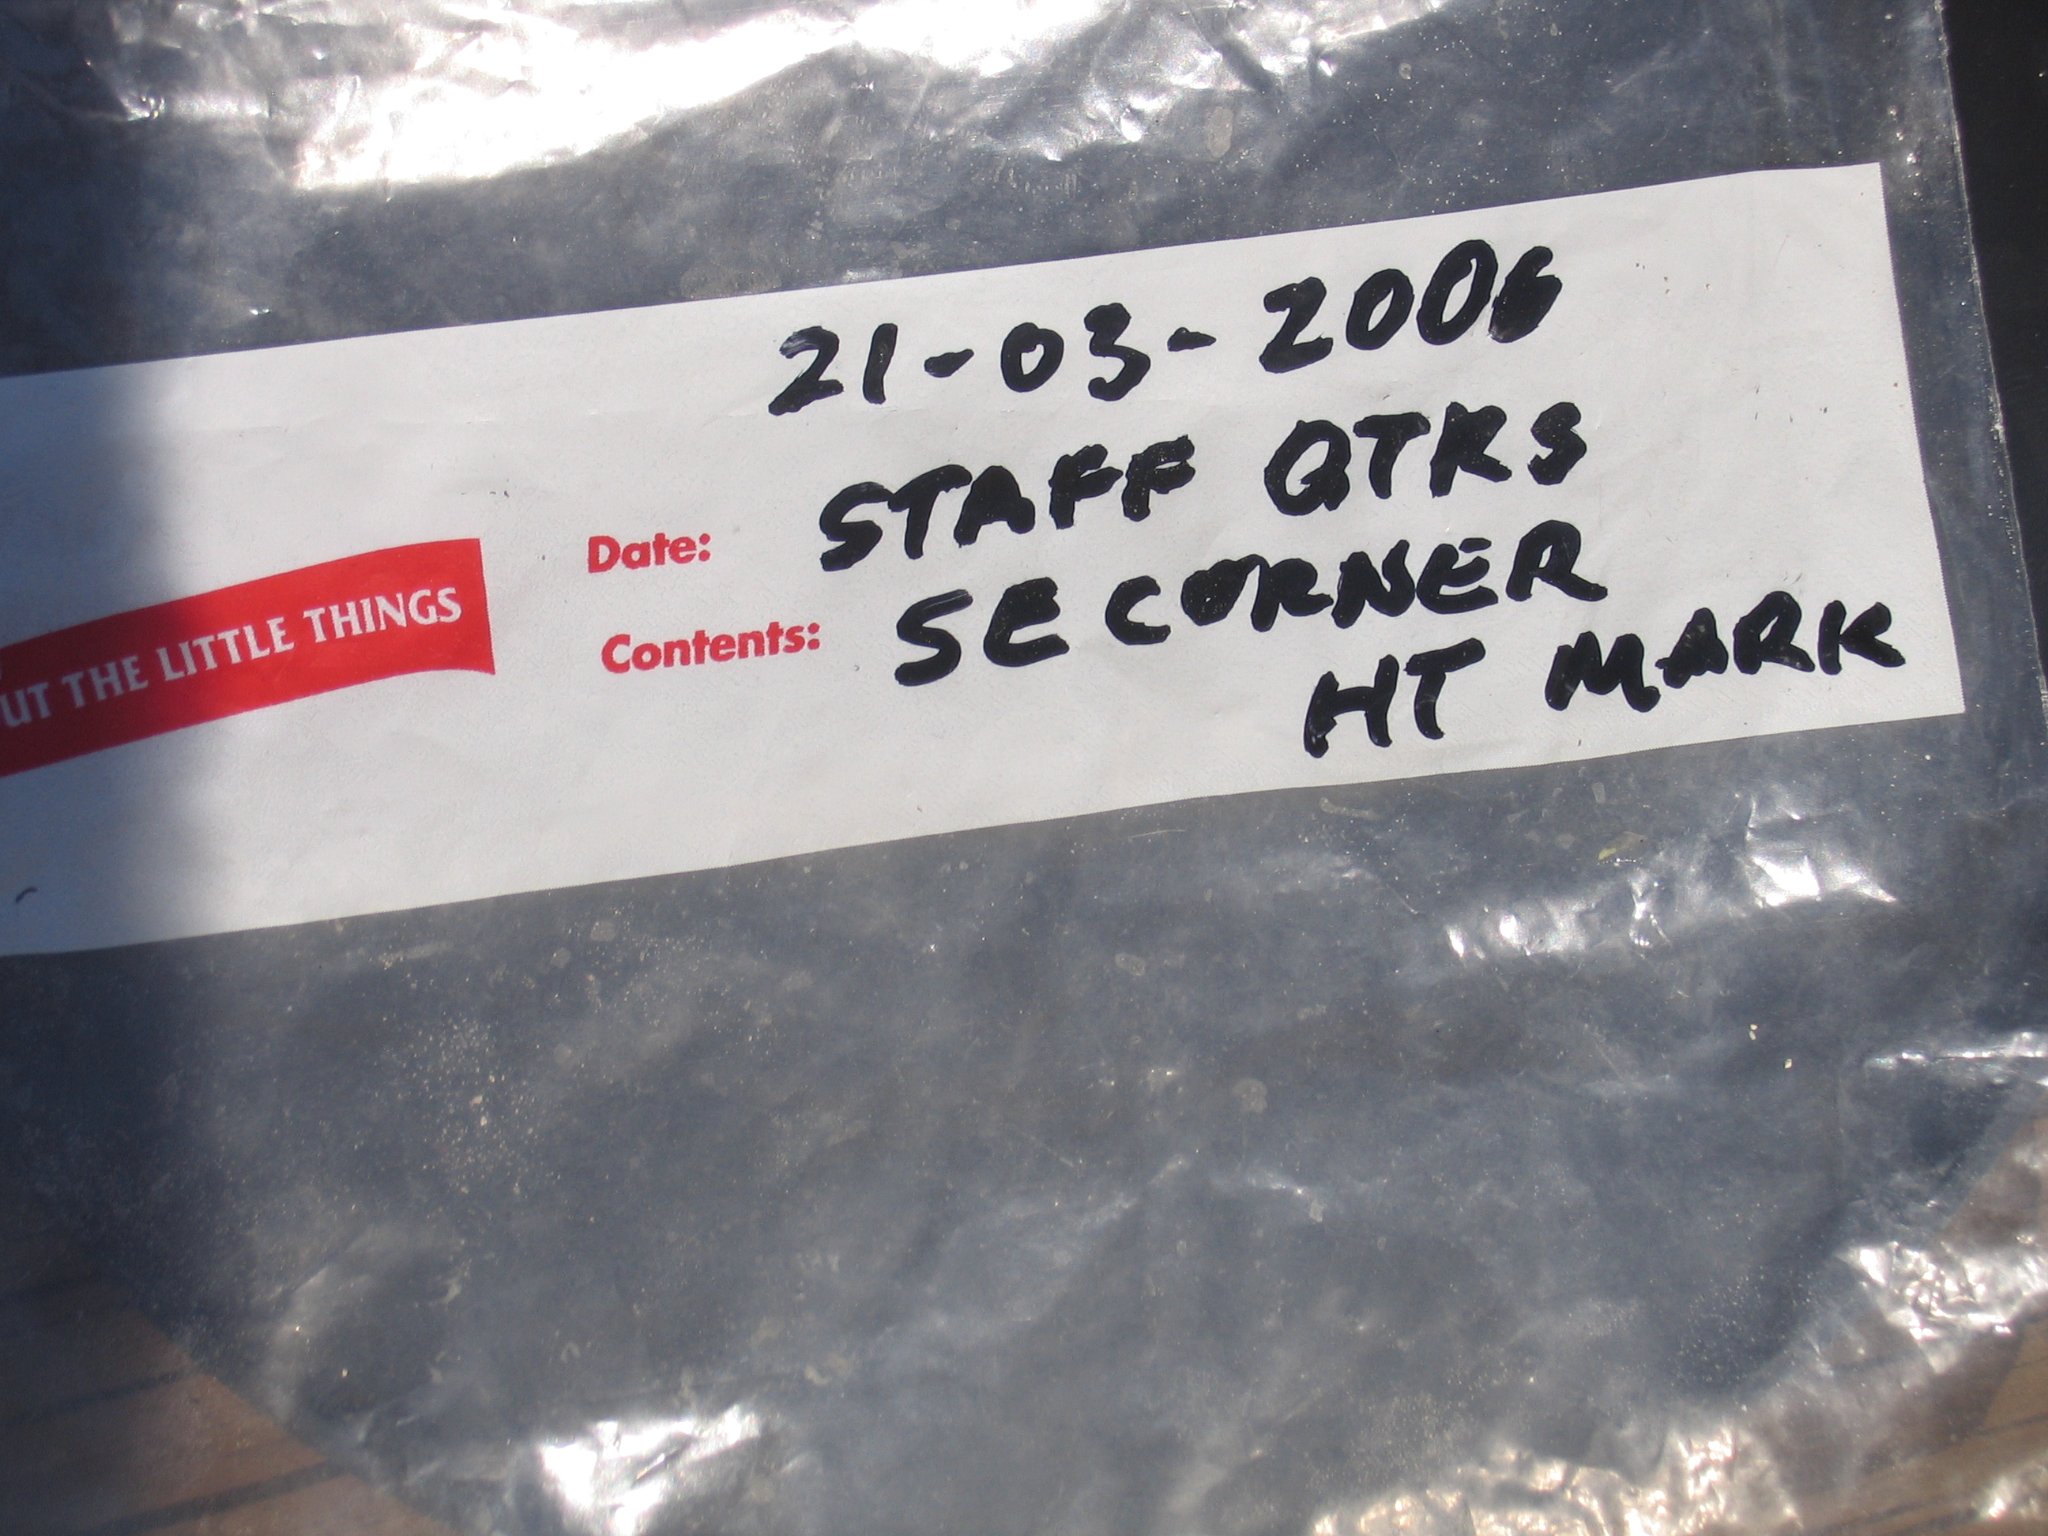 21-03-2006
Date: STAFF QTRS
Contents: SE CORNER
HT MARK
UT THE LITTLE THINGS